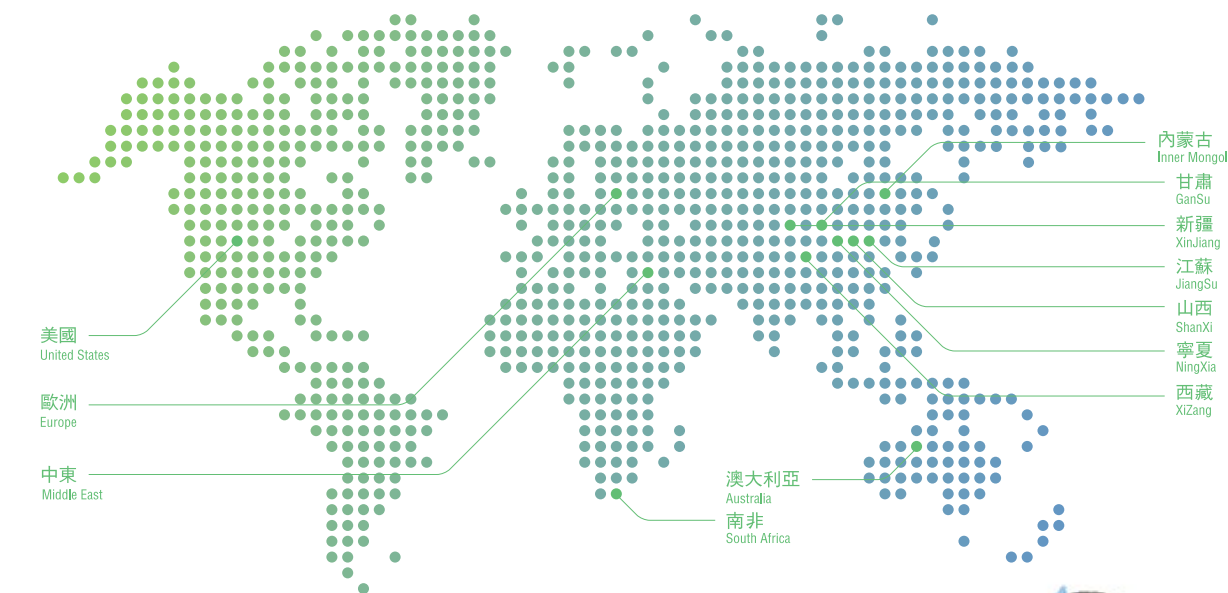 美國
United States
歐洲
Europe
中東
Middle East
澳大利亞
Australia
南非
South Africa
內蒙古
Inner Mongol
甘肅
GanSu
新疆
XinJiang
江蘇
JiangSu
山西
ShanXi
寧夏
NingXia
西藏
XiZang